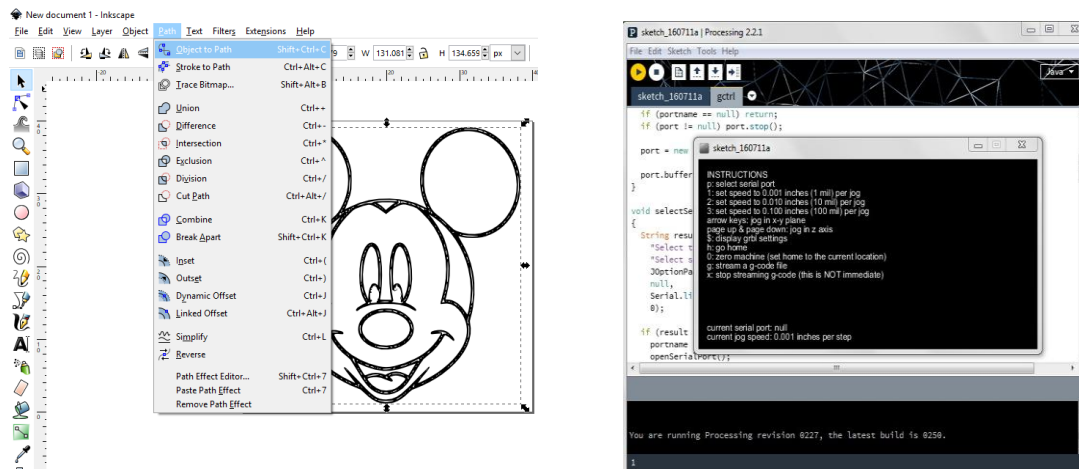 New document 1 - Inkscape
File Edit View Layer Object Path Text Filters Extensions Help
W 131.081 H 134.659 px
Object to Path Shift+Ctrl+C
Stroke to Path Ctrl+Alt+C
Trace Bitmap... Shift+Alt+B
Union Ctrl++
Difference Ctrl+-
Intersection Ctrl+*
Exclusion Ctrl+^
Division Ctrl+/
Cut Path Ctrl+Alt+/
Combine Ctrl+K
Break Apart Shift+Ctrl+K
Inset Ctrl+(
Outset Ctrl+)
Dynamic Offset Ctrl+J
Linked Offset Ctrl+Alt+J
Simplify Ctrl+L
Reverse
Path Effect Editor... Shift+Ctrl+7
Paste Path Effect Ctrl+7
Remove Path Effect
sketch_160711a | Processing 2.2.1
File Edit Sketch Tools Help
Java
sketch_160711a gctrl
if (portname == null) return;
if (port != null) port.stop();
port = new
port.buffer
}
void selectSe
{
String resu
"Select t
"Select s
JOptionPa
null,
Serial.li
0);
if (result
portname
openSerialPort();
sketch_160711a
INSTRUCTIONS
p: select serial port
1: set speed to 0.001 inches (1 mil) per jog
2: set speed to 0.010 inches (10 mil) per jog
3: set speed to 0.100 inches (100 mil) per jog
arrow keys: jog in x-y plane
page up & page down: jog in z axis
$: display grbl settings
h: go home
0: zero machine (set home to the current location)
g: stream a g-code file
x: stop streaming g-code (this is NOT immediate)
current serial port: null
current jog speed: 0.001 inches per step
You are running Processing revision 0227, the latest build is 0250.
1